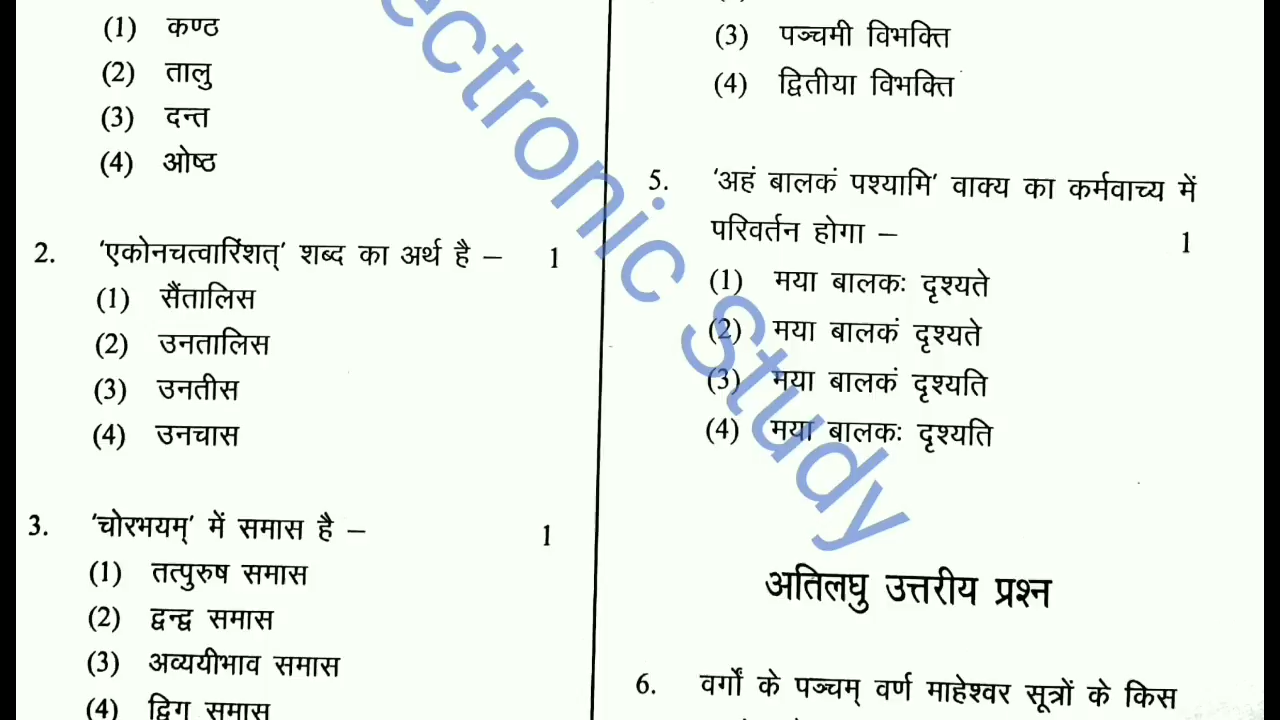 (1) कण्ठ
(2) तालु
(3) दन्त
(4) ओष्ठ
2. 'एकोनचत्वारिंशत्' शब्द का अर्थ है – 1
(1) सैंतालिस
(2) उनतालिस
(3) उनतीस
(4) उनचास
3. 'चोरभयम्' में समास है – 1
(1) तत्पुरुष समास
(2) द्वन्द्व समास
(3) अव्ययीभाव समास
(4) द्विगु समास
(3) पञ्चमी विभक्ति
(4) द्वितीया विभक्ति
5. 'अहं बालकं पश्यामि' वाक्य का कर्मवाच्य में
परिवर्तन होगा – 1
(1) मया बालकः दृश्यते
(2) मया बालकं दृश्यते
(3) मया बालकं दृश्यति
(4) मया बालकः दृश्यति
अतिलघु उत्तरीय प्रश्न
6. वर्गों के पञ्चम् वर्ण माहेश्वर सूत्रों के किस
ectronic Study